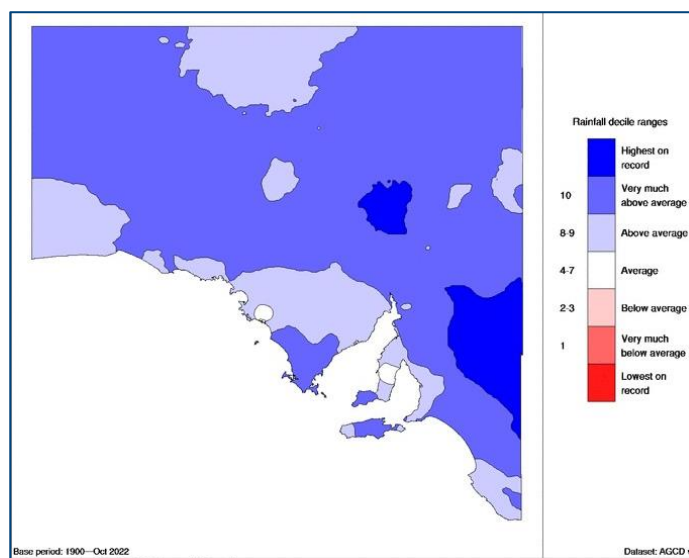 Rainfall decile ranges
Highest on
record
10
Very much
above average
8-9
Above average
4-7
Average
2-3
Below average
1
Very much
below average
Lowest on
record
Base period: 1900—Oct 2022
Dataset: AGCD